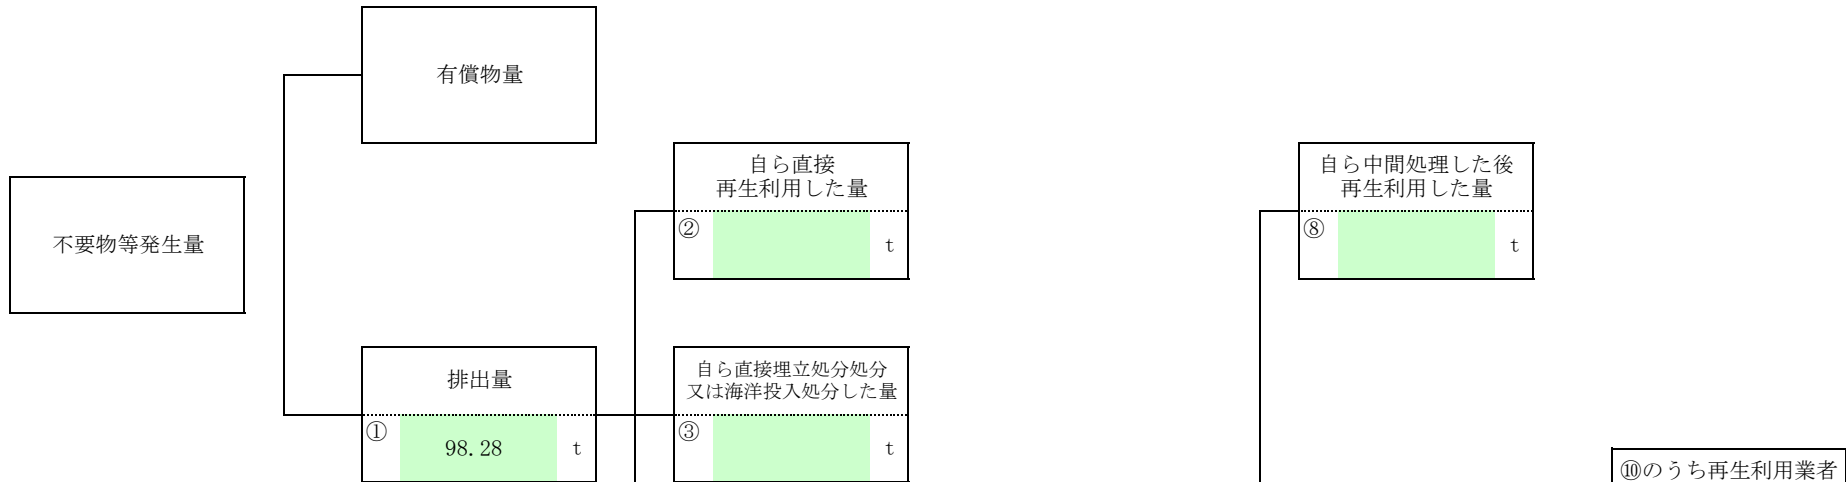 有償物量
自ら直接
再生利用した量
②
t
自ら中間処理した後
再生利用した量
⑧
t
不要物等発生量
排出量
①
98.28
t
自ら直接埋立処分処分
又は海洋投入処分した量
③
t
⑩のうち再生利用業者